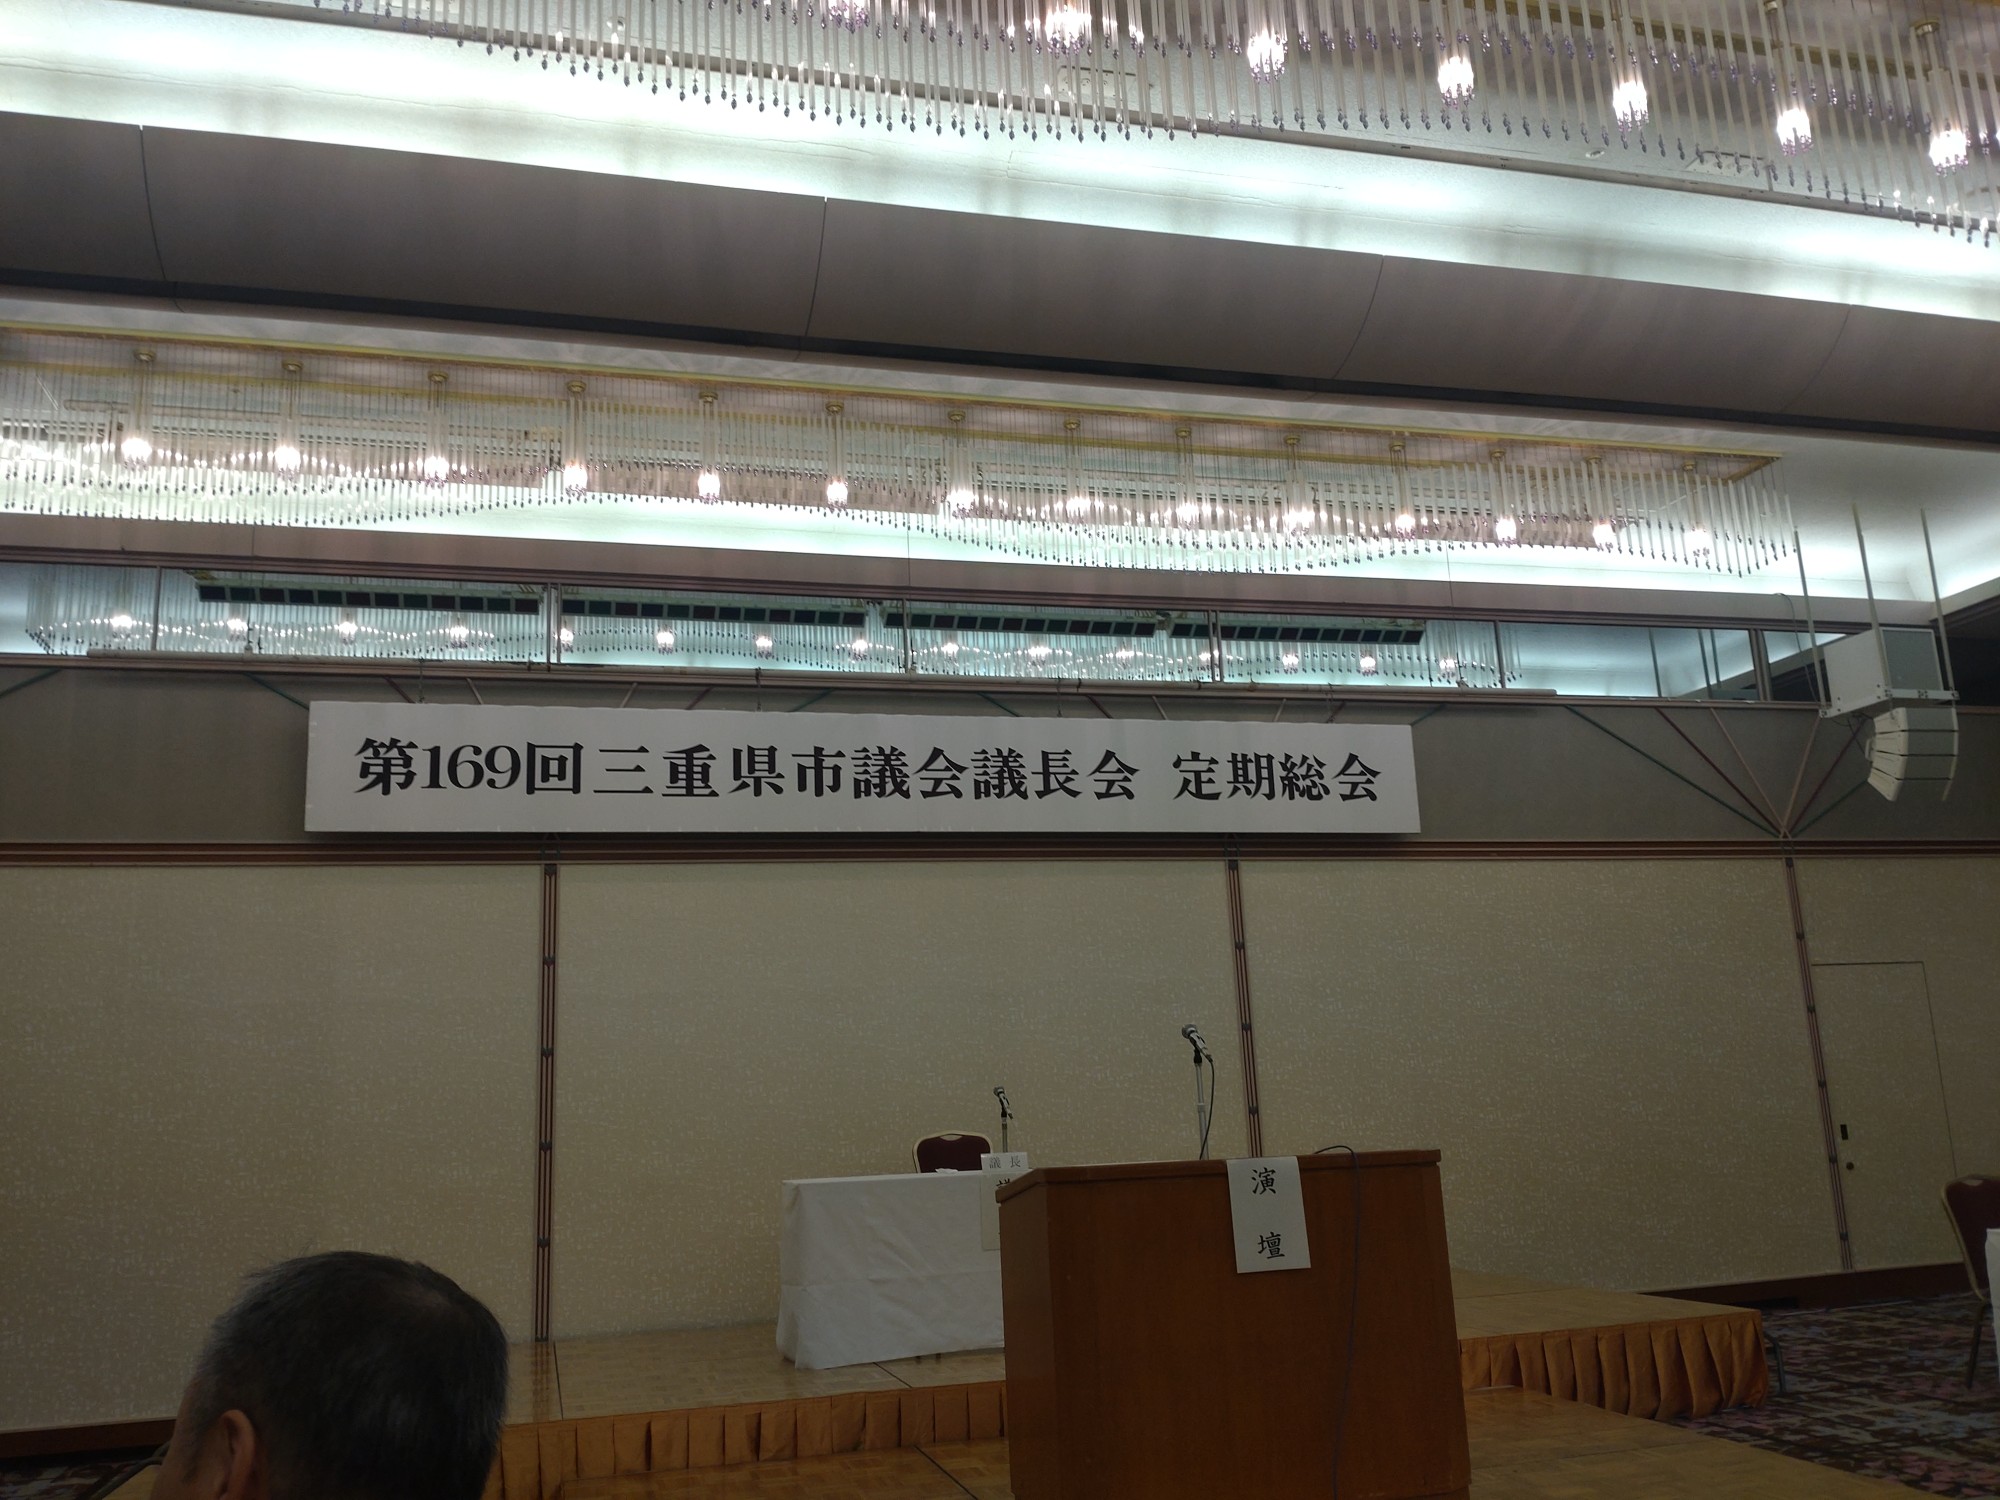 第169回三重県市議会議長会 定期総会
議 長
演壇